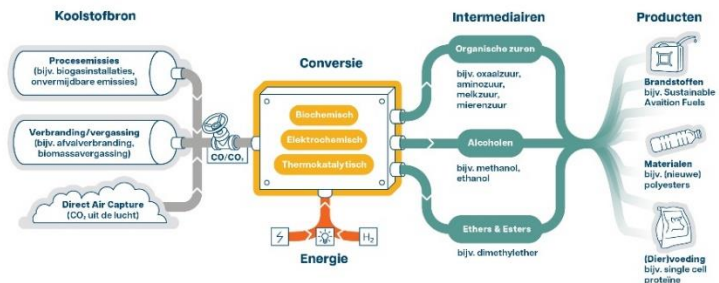 Koolstofbron
Procesemissies
(bijv. biogasinstallaties,
onvermijdbare emissies)
Verbranding/vergassing
(bijv. afvalverbranding,
biomassavergassing)
Direct Air Capture
(CO₂ uit de lucht)
CO/CO₂
Conversie
Biochemisch
Elektrochemisch
Thermokatalytisch
H₂
Energie
Intermediairen
Organische zuren
bijv. oxaalzuur,
aminozuur,
melkzuur,
mierenzuur
Alcoholen
bijv. methanol,
ethanol
Ethers & Esters
bijv. dimethylether
Producten
Brandstoffen
bijv. Sustainable
Avaition Fuels
Materialen
bijv. (nieuwe)
polyesters
(Dier)voeding
bijv. single cell
proteïne